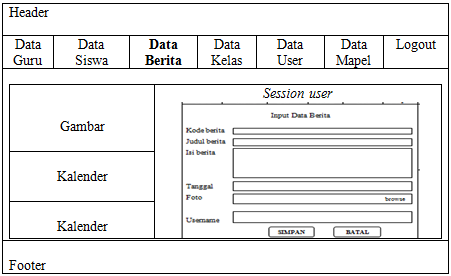 Header
Data Guru
Data Siswa
Data Berita
Data Kelas
Data User
Data Mapel
Logout
Gambar
Kalender
Kalender
Session user
Input Data Berita
Kode berita
Judul berita
Isi berita
Tanggal
Foto
browse
Username
SIMPAN
BATAL
Footer